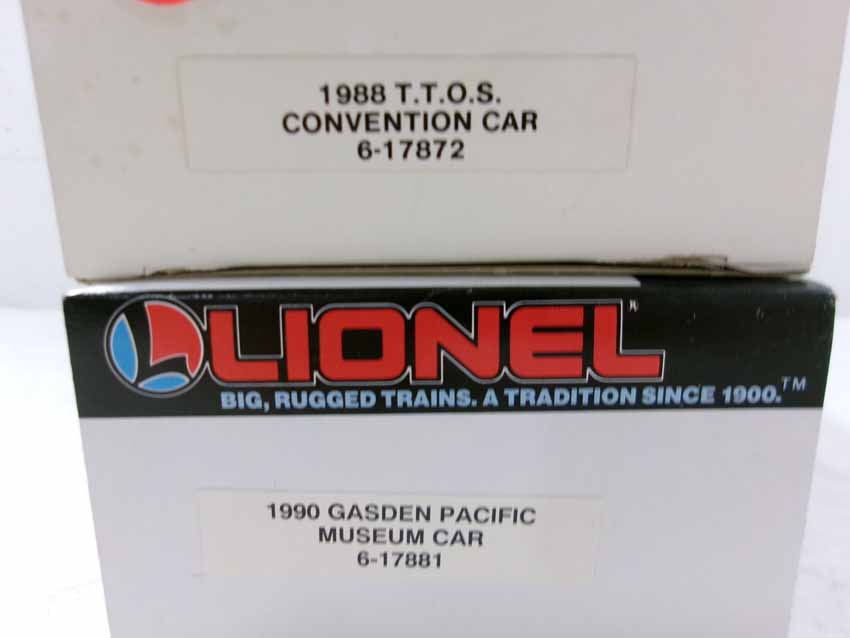 1988 T.T.O.S.
CONVENTION CAR
6-17872
LIONEL®
BIG, RUGGED TRAINS. A TRADITION SINCE 1900.™
1990 GASDEN PACIFIC
MUSEUM CAR
6-17881